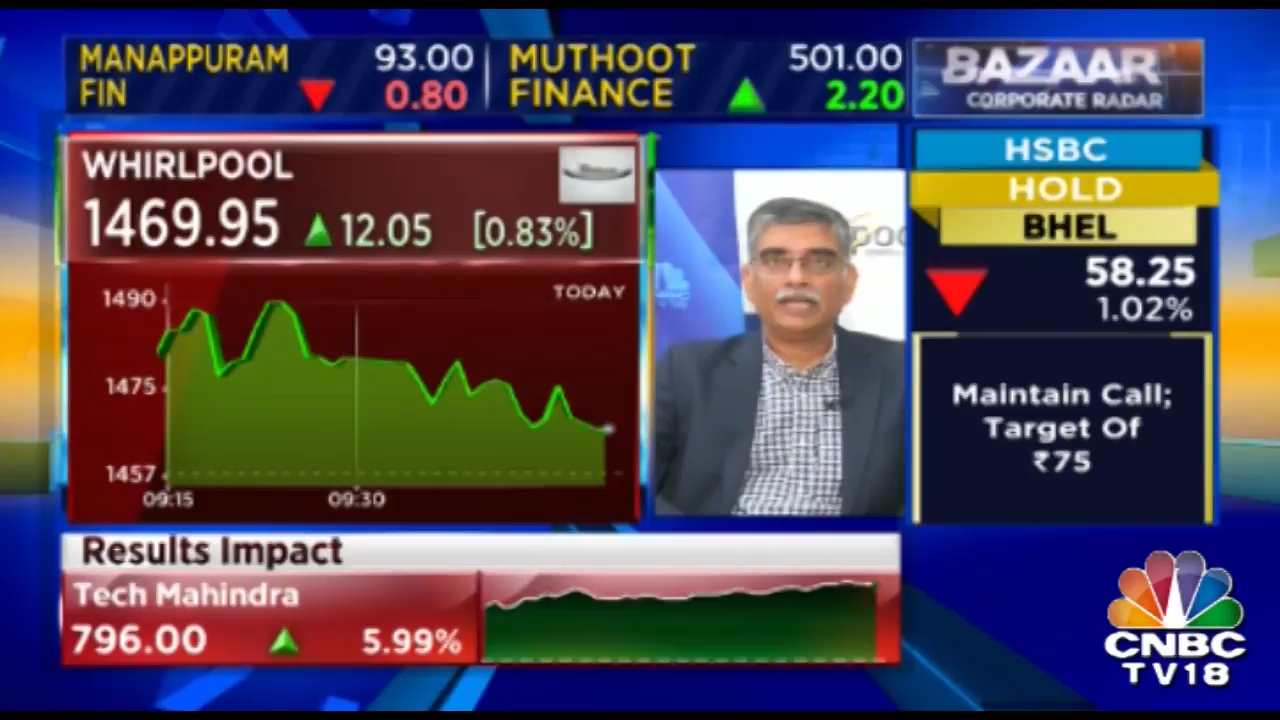 MANAPPURAM
FIN
93.00
0.80
MUTHOOT
FINANCE
501.00
2.20
BAZAAR
CORPORATE RADAR
WHIRLPOOL
1469.95
12.05 [0.83%]
TODAY
1490
1475
1457
09:15
09:30
HSBC
HOLD
BHEL
58.25
1.02%
Maintain Call;
Target Of
₹75
Results Impact
Tech Mahindra
796.00
5.99%
CNBC
TV18